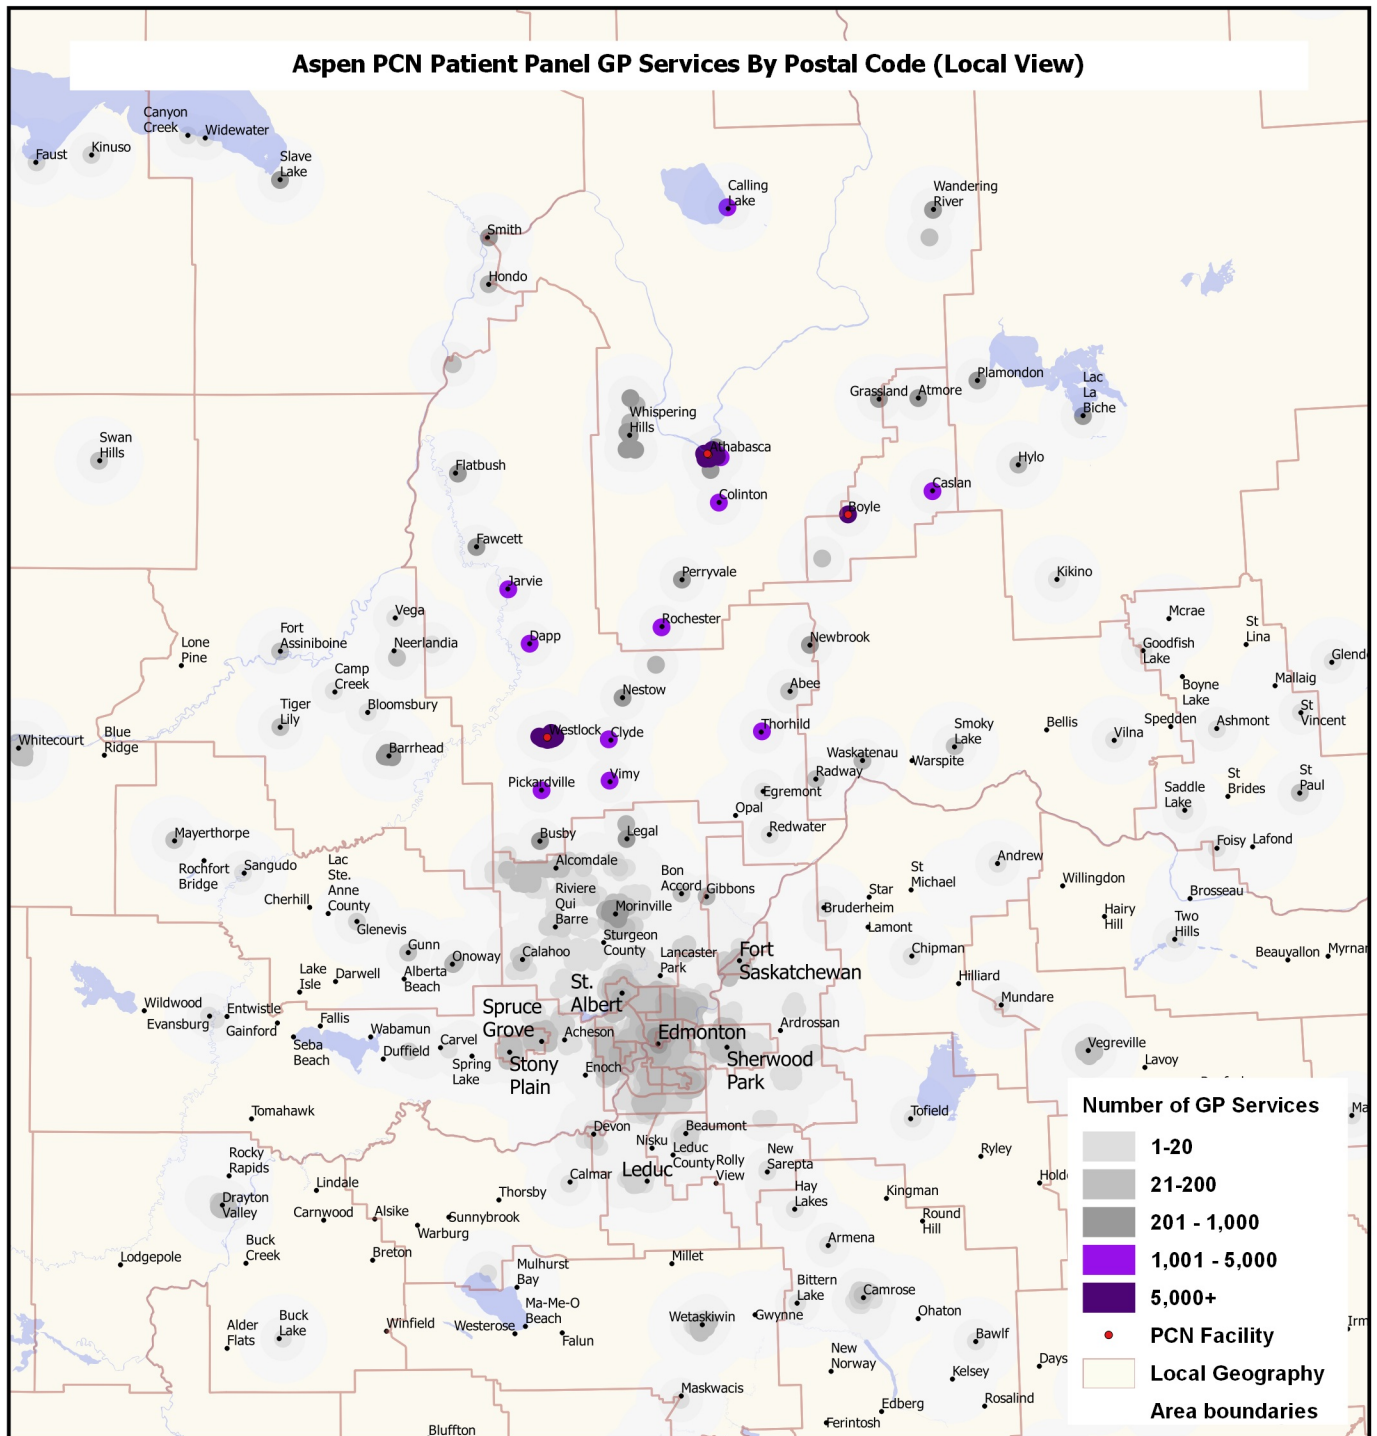 Aspen PCN Patient Panel GP Services By Postal Code (Local View)
Canyon
Creek
Widewater
Faust
Kinuso
Slave
Lake
Calling
Lake
Wandering
River
Smith
Hondo
Plamondon
Lac
La
Biche
Grassland
Atmore
Whispering
Hills
Swan
Hills
Athabasca
Flatbush
Hylo
Caslan
Colinton
Boyle
Fawcett
Perryvale
Kikino
Jarvie
Vega
Rochester
Mcrae
Fort
Assiniboine
Neerlandia
Dapp
Newbrook
St
Lina
Lone
Pine
Goodfish
Lake
Glend
Camp
Creek
Nestow
Abee
Boyne
Lake
Mallaig
Tiger
Lily
Bloomsbury
St
Vincent
Whitecourt
Blue
Ridge
Barrhead
Westlock
Clyde
Thorhild
Smoky
Lake
Bellis
Vilna
Spedden
Ashmont
Waskatenau
Warspite
Pickardville
Vimy
Radway
Egremont
Saddle
Lake
St
Brides
St
Paul
Opal
Redwater
Mayerthorpe
Busby
Legal
Foisy
Lafond
Rochfort
Bridge
Sangudo
Lac
Ste.
Anne
County
Alcomdale
Andrew
Cherhill
Riviere
Qui
Barre
Bon
Accord
Gibbons
St
Michael
Star
Willingdon
Brosseau
Glenevis
Morinville
Bruderheim
Lamont
Hairy
Hill
Two
Hills
Gunn
Onoway
Calahoo
Sturgeon
County
Lancaster
Park
Fort
Saskatchewan
Chipman
Beauvallon
Myrnar
Lake
Isle
Darwell
Alberta
Beach
St.
Albert
Hilliard
Wildwood
Entwistle
Evansburg
Gainford
Fallis
Seba
Beach
Wabamun
Duffield
Carvel
Spring
Lake
Spruce
Grove
Stony
Plain
Acheson
Enoch
Edmonton
Sherwood
Park
Ardrossan
Mundare
Vegreville
Lavoy
Tomahawk
Devon
Beaumont
Tofield
Ma
Rocky
Rapids
Nisku
Leduc
County
Rolly
View
New
Sarepta
Ryley
Leduc
Lindale
Calmar
Holde
Drayton
Valley
Carnwood
Alsike
Thorsby
Sunnybrook
Warburg
Hay
Lakes
Kingman
Round
Hill
Buck
Creek
Breton
Armena
Lodgepole
Millet
Mulhurst
Bay
Bittern
Lake
Camrose
Ma-Me-O
Beach
Alder
Flats
Buck
Lake
Winfield
Westerose
Falun
Wetaskiwin
Gwynne
Ohaton
Bawlf
Irm
New
Norway
Days
Kelsey
Maskwacis
Edberg
Rosalind
Ferintosh
Bluffton
Number of GP Services
1-20
21-200
201 - 1,000
1,001 - 5,000
5,000+
PCN Facility
Local Geography
Area boundaries